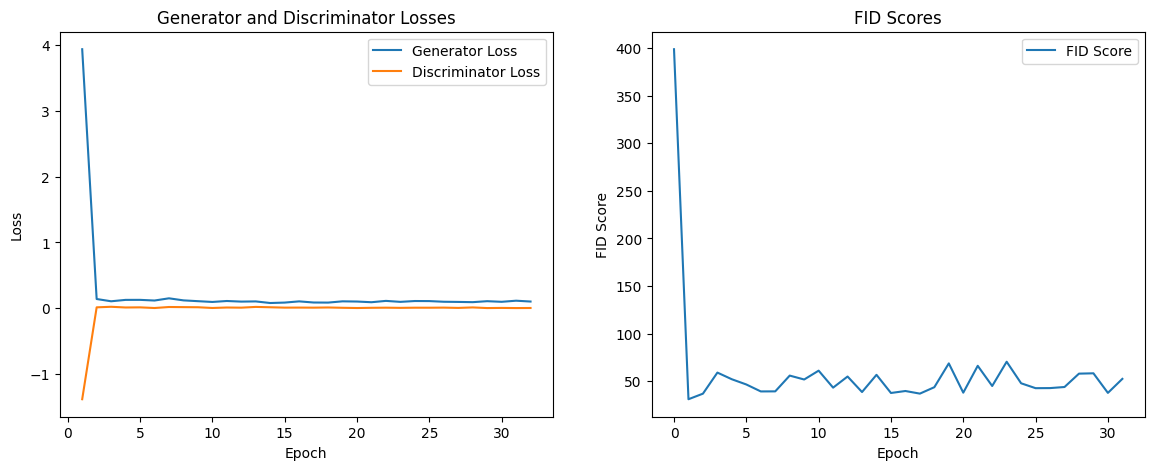 Generator and Discriminator Losses
Generator Loss
Discriminator Loss
4
3
2
1
0
−1
Loss
0 5 10 15 20 25 30
Epoch
FID Scores
FID Score
400
350
300
250
200
150
100
50
FID Score
0 5 10 15 20 25 30
Epoch